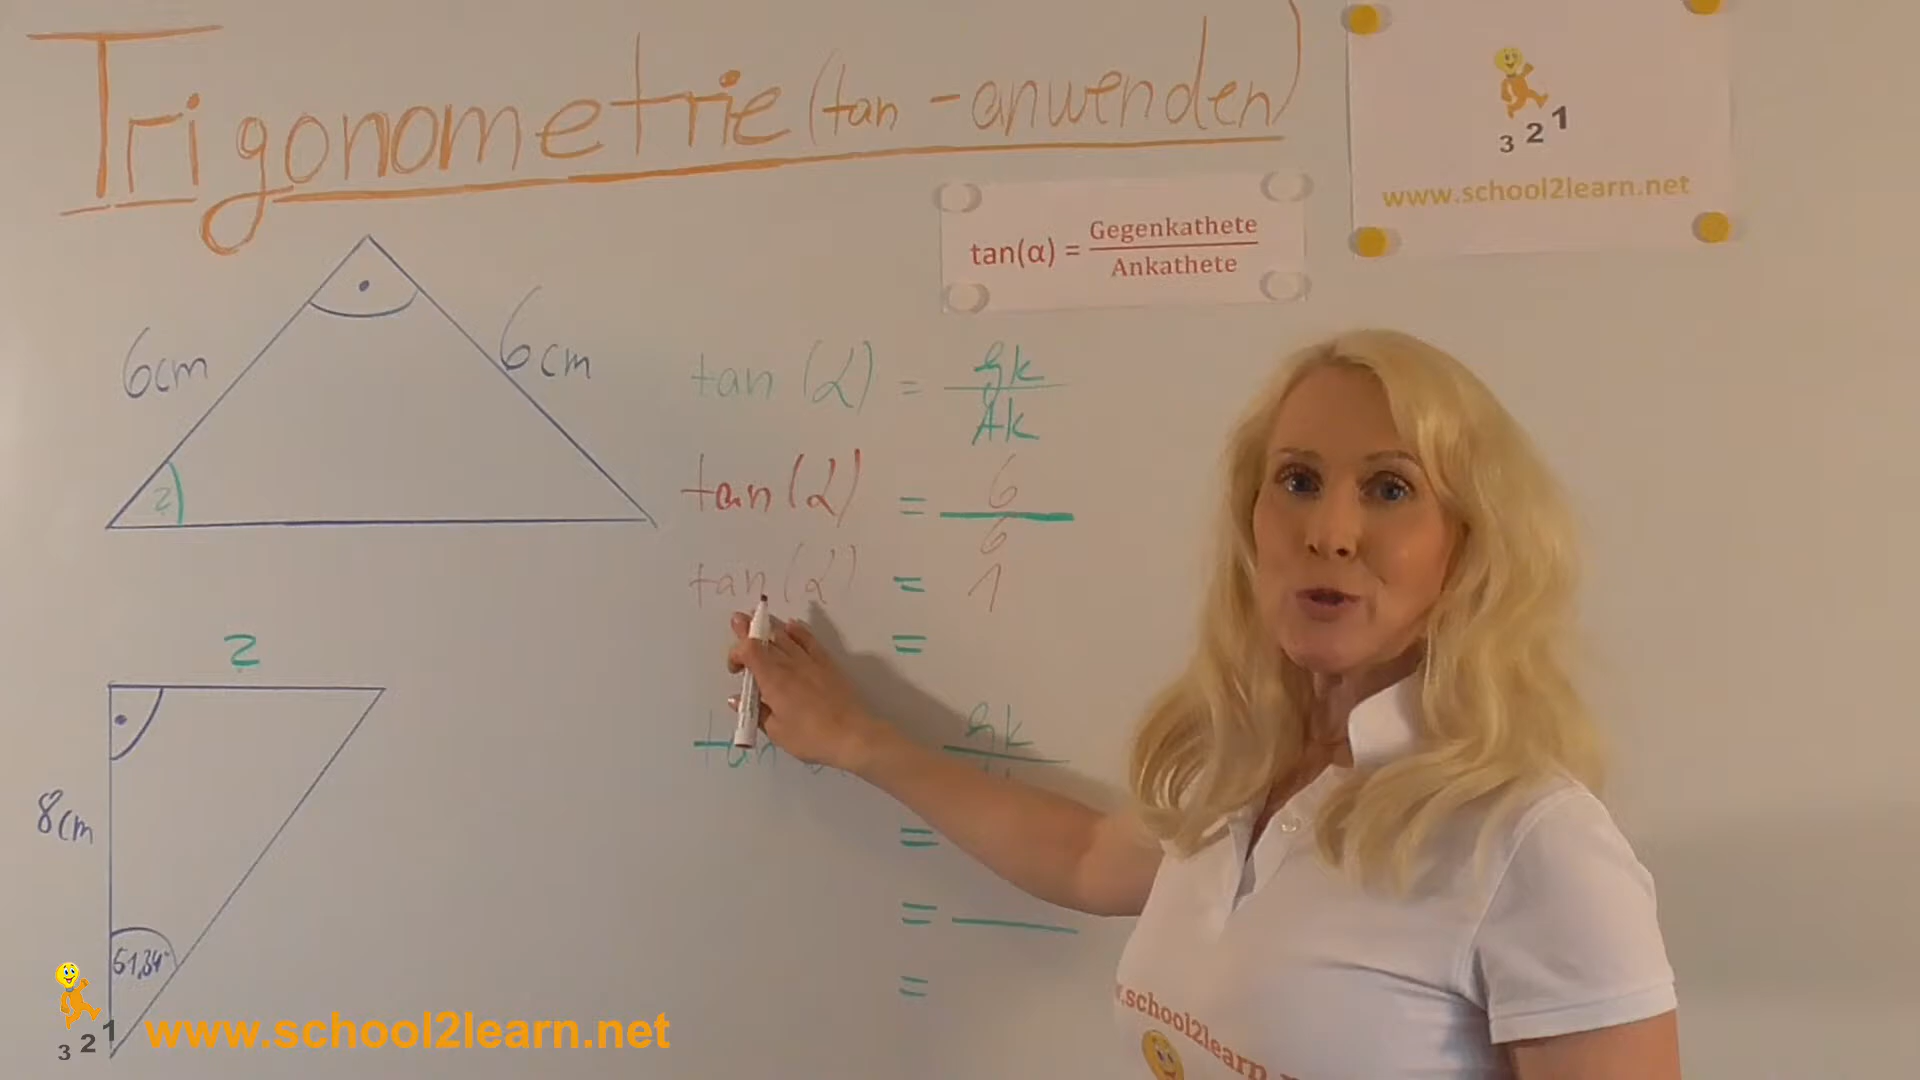 Trigonometrie (tan - anwenden)
3 2 1
www.school2learn.net
tan(α) = Gegenkathete
Ankathete
6cm
6cm
?
tan (α) = GK
AK
tan (α) = 6
6
tan (α) = 1
=
?
8cm
51,34°
tan
GK
=
=
=
3 2 1
www.school2learn.net
.school2learn